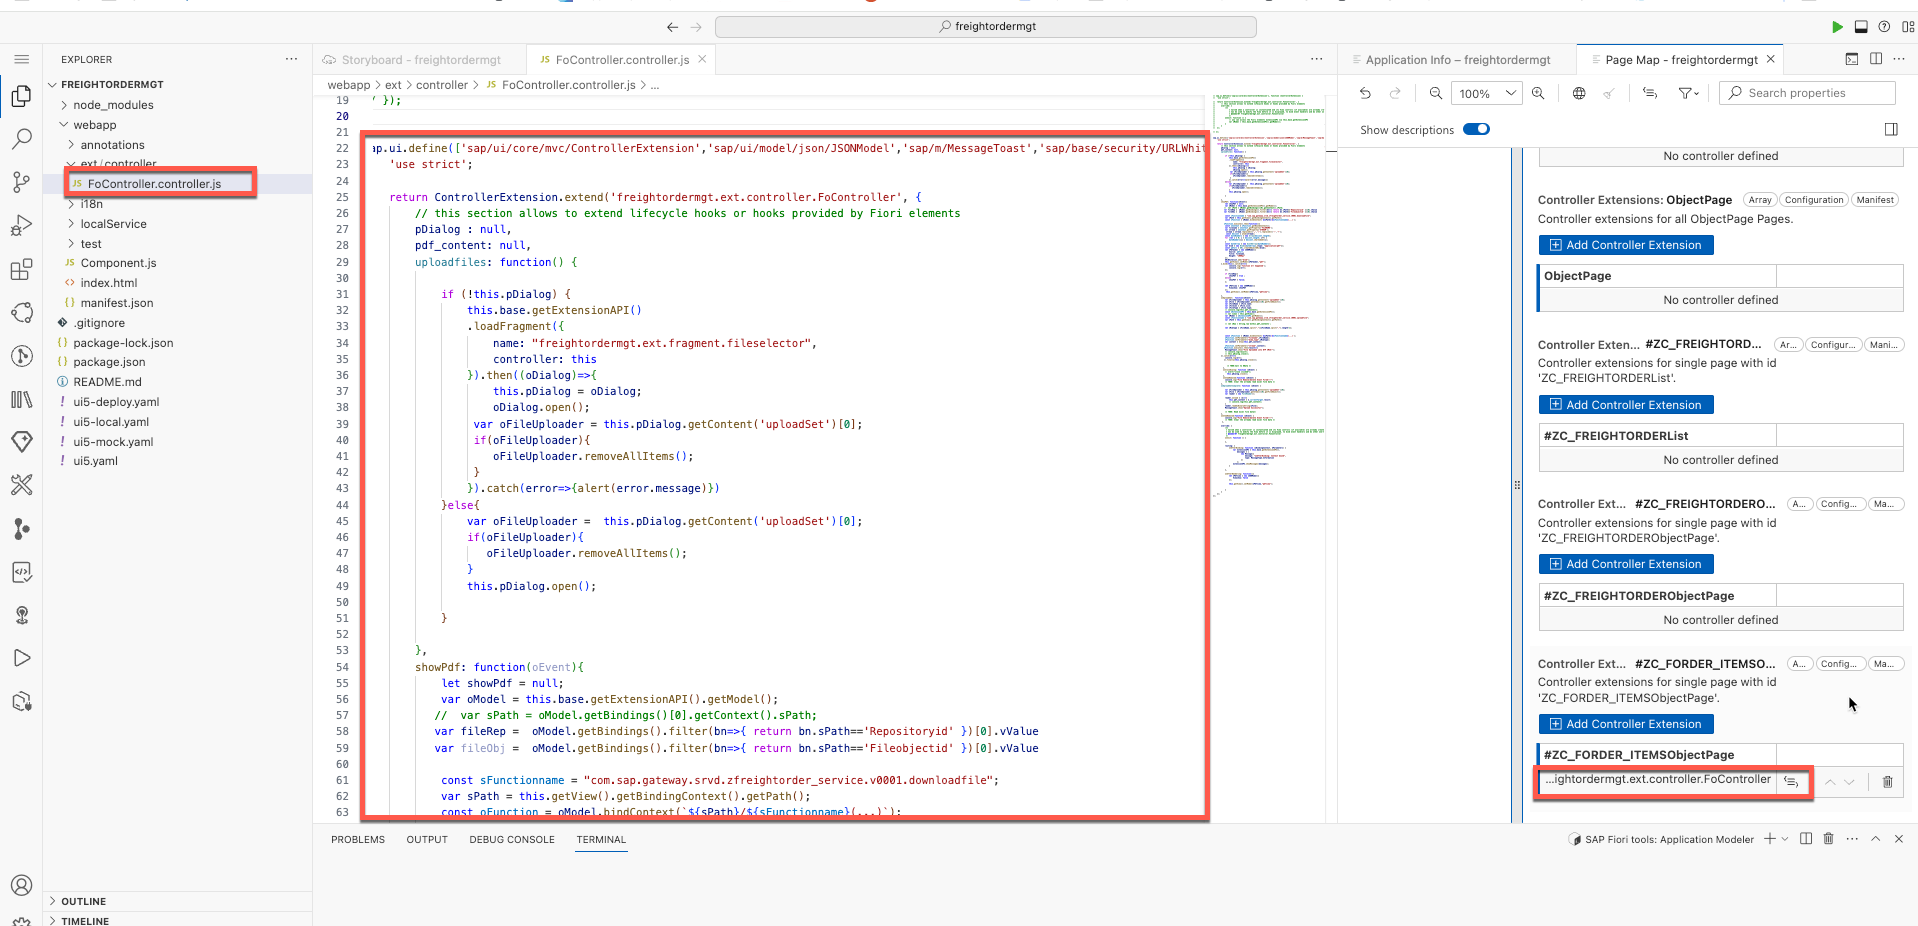 freightordermgt
EXPLORER
FREIGHTORDERMGT
node_modules
webapp
annotations
ext / controller
JS FoController.controller.js
i18n
localService
test
JS Component.js
<> index.html
{ } manifest.json
.gitignore
{ } package-lock.json
{ } package.json
README.md
! ui5-deploy.yaml
! ui5-local.yaml
! ui5-mock.yaml
! ui5.yaml
OUTLINE
TIMELINE
Storyboard - freightordermgt
JS FoController.controller.js
webapp > ext > controller > JS FoController.controller.js > ...
19 });
20
21
22 ap.ui.define(['sap/ui/core/mvc/ControllerExtension','sap/ui/model/json/JSONModel','sap/m/MessageToast','sap/base/security/URLWhit
23 'use strict';
24
25 return ControllerExtension.extend('freightordermgt.ext.controller.FoController', {
26 // this section allows to extend lifecycle hooks or hooks provided by Fiori elements
27 pDialog : null,
28 pdf_content: null,
29 uploadfiles: function() {
30
31 if (!this.pDialog) {
32 this.base.getExtensionAPI()
33 .loadFragment({
34 name: "freightordermgt.ext.fragment.fileselector",
35 controller: this
36 }).then((oDialog)=>{
37 this.pDialog = oDialog;
38 oDialog.open();
39 var oFileUploader = this.pDialog.getContent('uploadSet')[0];
40 if(oFileUploader){
41 oFileUploader.removeAllItems();
42 }
43 }).catch(error=>{alert(error.message)})
44 }else{
45 var oFileUploader =  this.pDialog.getContent('uploadSet')[0];
46 if(oFileUploader){
47 oFileUploader.removeAllItems();
48 }
49 this.pDialog.open();
50
51 }
52
53 },
54 showPdf: function(oEvent){
55 let showPdf = null;
56 var oModel = this.base.getExtensionAPI().getModel();
57 //  var sPath = oModel.getBindings()[0].getContext().sPath;
58 var fileRep =  oModel.getBindings().filter(bn=>{ return bn.sPath=='Repositoryid' })[0].vValue
59 var fileObj =  oModel.getBindings().filter(bn=>{ return bn.sPath=='Fileobjectid' })[0].vValue
60
61 const sFunctionname = "com.sap.gateway.srvd.zfreightorder_service.v0001.downloadfile";
62 var sPath = this.getView().getBindingContext().getPath();
63 const oFunction = oModel.bindContext(`${sPath}/${sFunctionname}(...)`);
PROBLEMS OUTPUT DEBUG CONSOLE TERMINAL
SAP Fiori tools: Application Modeler
Application Info – freightordermgt
Page Map - freightordermgt
100%
Search properties
Show descriptions
No controller defined
Controller Extensions: ObjectPage Array Configuration Manifest
Controller extensions for all ObjectPage Pages.
Add Controller Extension
ObjectPage
No controller defined
Controller Exten... #ZC_FREIGHTORD... Ar... Configur... Mani...
Controller extensions for single page with id
'ZC_FREIGHTORDERList'.
Add Controller Extension
#ZC_FREIGHTORDERList
No controller defined
Controller Ext... #ZC_FREIGHTORDERO... A... Config... Ma...
Controller extensions for single page with id
'ZC_FREIGHTORDERObjectPage'.
Add Controller Extension
#ZC_FREIGHTORDERObjectPage
No controller defined
Controller Ext... #ZC_FORDER_ITEMSO... A... Config... Ma...
Controller extensions for single page with id
'ZC_FORDER_ITEMSObjectPage'.
Add Controller Extension
#ZC_FORDER_ITEMSObjectPage
...ightordermgt.ext.controller.FoController